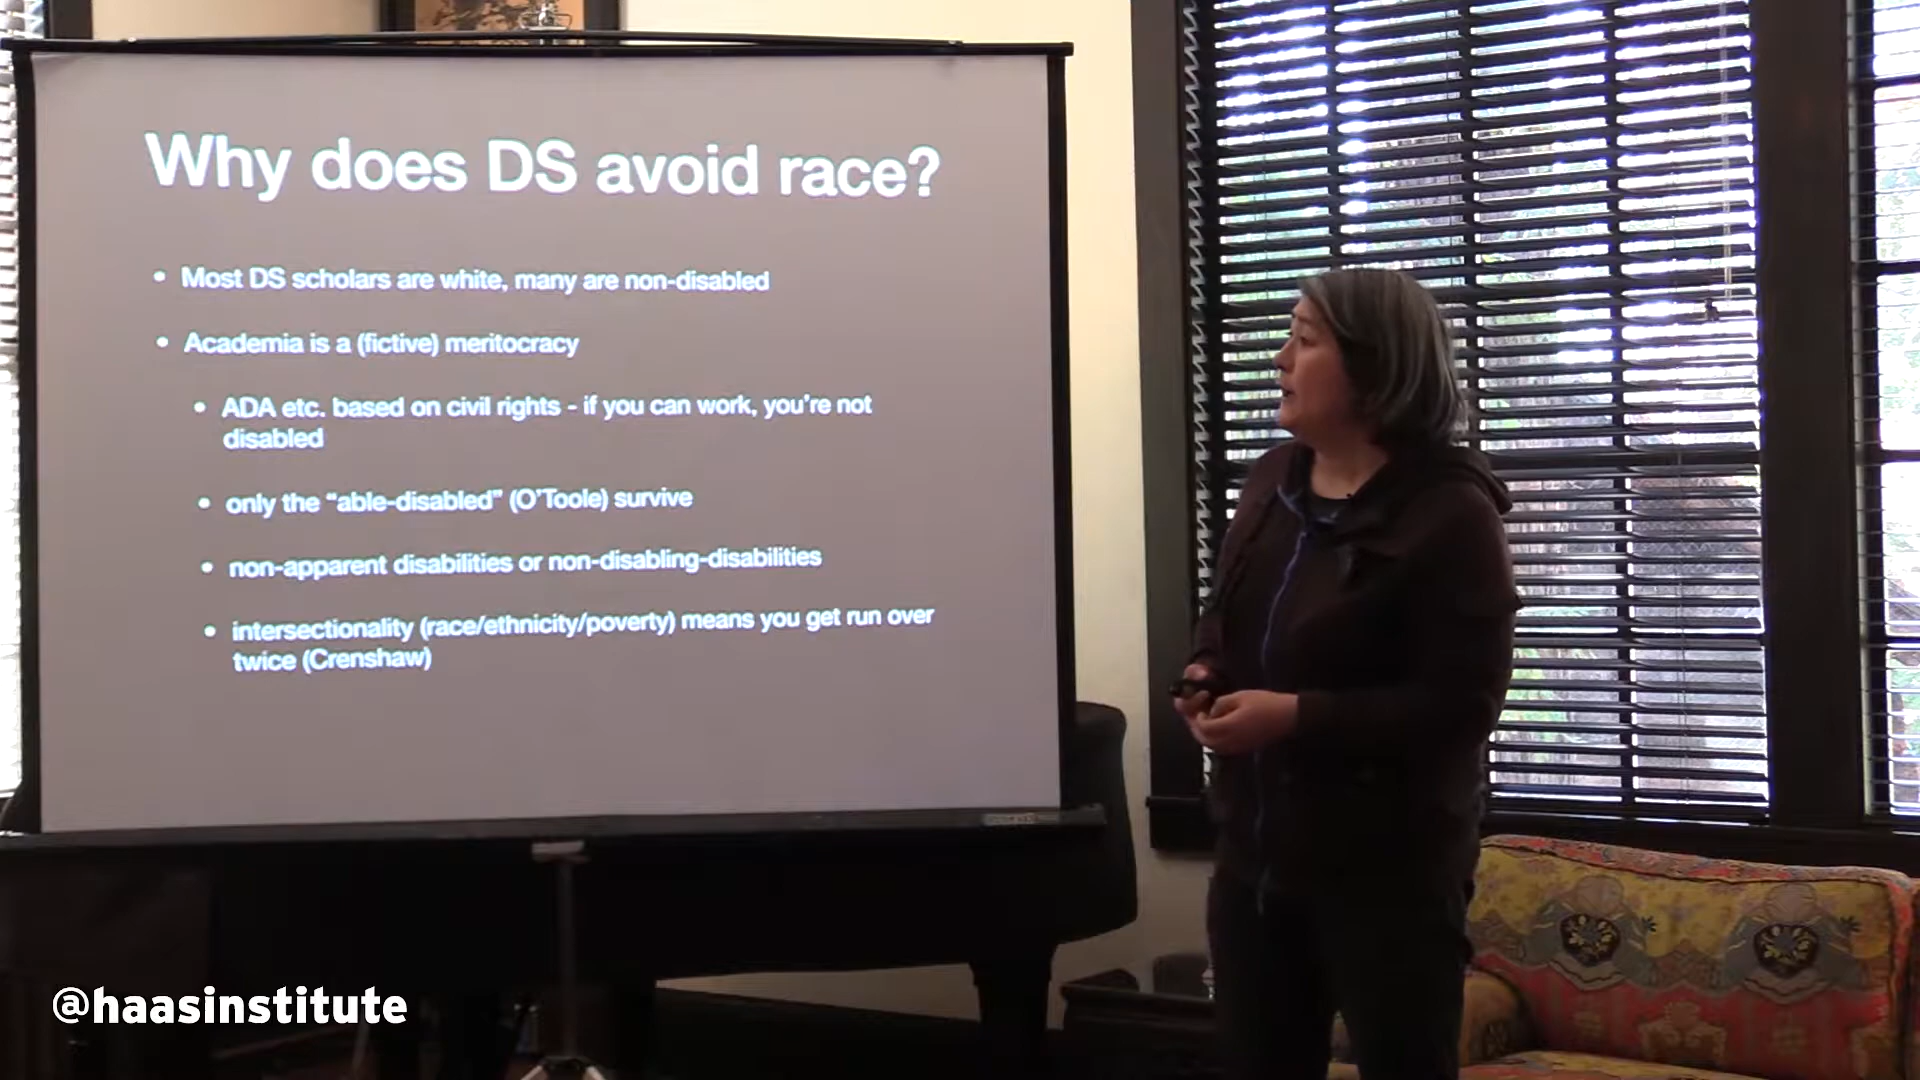 Why does DS avoid race?
• Most DS scholars are white, many are non-disabled
• Academia is a (fictive) meritocracy
• ADA etc. based on civil rights - if you can work, you're not
disabled
• only the “able-disabled” (O'Toole) survive
• non-apparent disabilities or non-disabling-disabilities
• intersectionality (race/ethnicity/poverty) means you get run over
twice (Crenshaw)
@haasinstitute